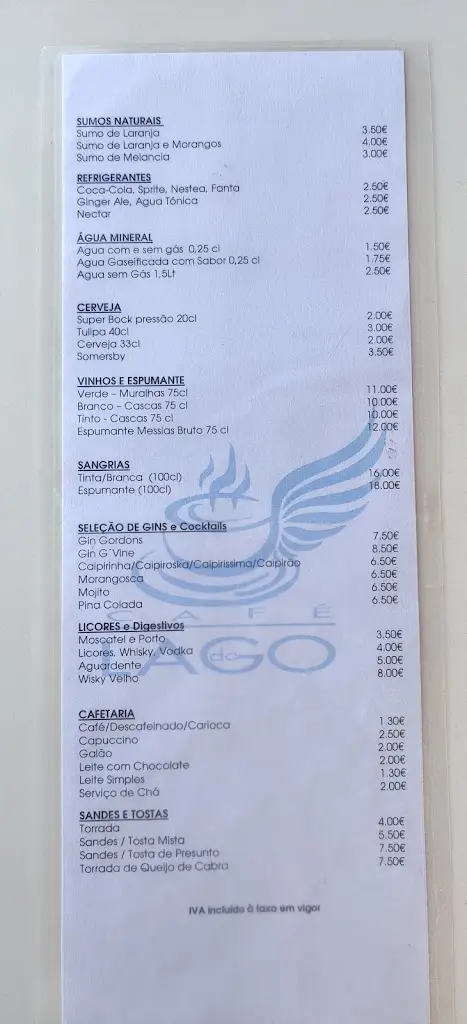 SUMOS NATURAIS
Sumo de Laranja 3.50€
Sumo de Laranja e Morangos 4.00€
Sumo de Melancia 3.00€
REFRIGERANTES
Coca-Cola, Sprite, Nestea, Fanta 2.50€
Ginger Ale, Agua Tónica 2.50€
Nectar 2.50€
ÁGUA MINERAL
Agua com e sem gás 0,25 cl 1.50€
Agua Gaseificada com Sabor 0,25 cl 1.75€
Agua sem Gás 1,5Lt 2.50€
CERVEJA
Super Bock pressão 20cl 2.00€
Tulipa 40cl 3.00€
Cerveja 33cl 2.00€
Somersby 3.50€
VINHOS E ESPUMANTE
Verde – Muralhas 75cl 11.00€
Branco – Cascas 75 cl 10.00€
Tinto - Cascas 75 cl 10.00€
Espumante Messias Bruto 75 cl 12.00€
SANGRIAS
Tinta/Branca (100cl) 16.00€
Espumante (100cl) 18.00€
SELEÇÃO DE GINS e Cocktails
Gin Gordons 7.50€
Gin G´Vine 8.50€
Caipirinha/Caipiroska/Caipirissima/Caipirão 6.50€
Morangosca 6.50€
Mojito 6.50€
Pina Colada 6.50€
CAFÉ
do LAGO
LICORES e Digestivos
Moscatel e Porto 3.50€
Licores, Whisky, Vodka 4.00€
Aguardente 5.00€
Wisky Velho 8.00€
CAFETARIA
Café/Descafeinado/Carioca 1.30€
Capuccino 2.50€
Galão 2.00€
Leite com Chocolate 2.00€
Leite Simples 1.30€
Serviço de Chá 2.00€
SANDES E TOSTAS
Torrada 4.00€
Sandes / Tosta Mista 5.50€
Sandes / Tosta de Presunto 7.50€
Torrada de Queijo de Cabra 7.50€
IVA incluido à taxa em vigor